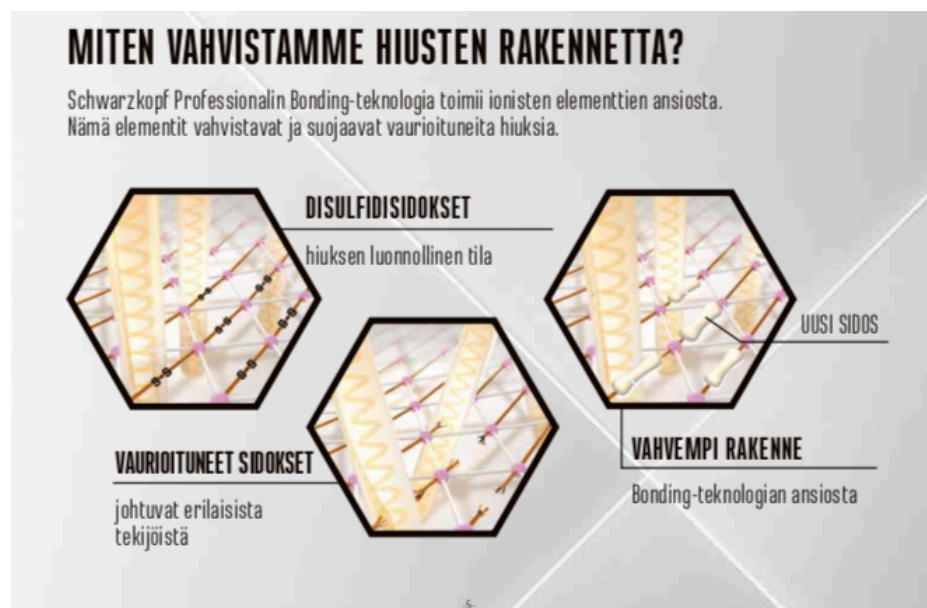 MITEN VAHVISTAMME HIUSTEN RAKENNETTA?
Schwarzkopf Professionalin Bonding-teknologia toimii ionisten elementtien ansiosta.
Nämä elementit vahvistavat ja suojaavat vaurioituneita hiuksia.
DISULFIDISIDOKSET
hiuksen luonnollinen tila
UUSI SIDOS
VAURIOITUNEET SIDOKSET
johtuvat erilaisista
tekijöistä
VAHVEMPI RAKENNE
Bonding-teknologian ansiosta
-5-